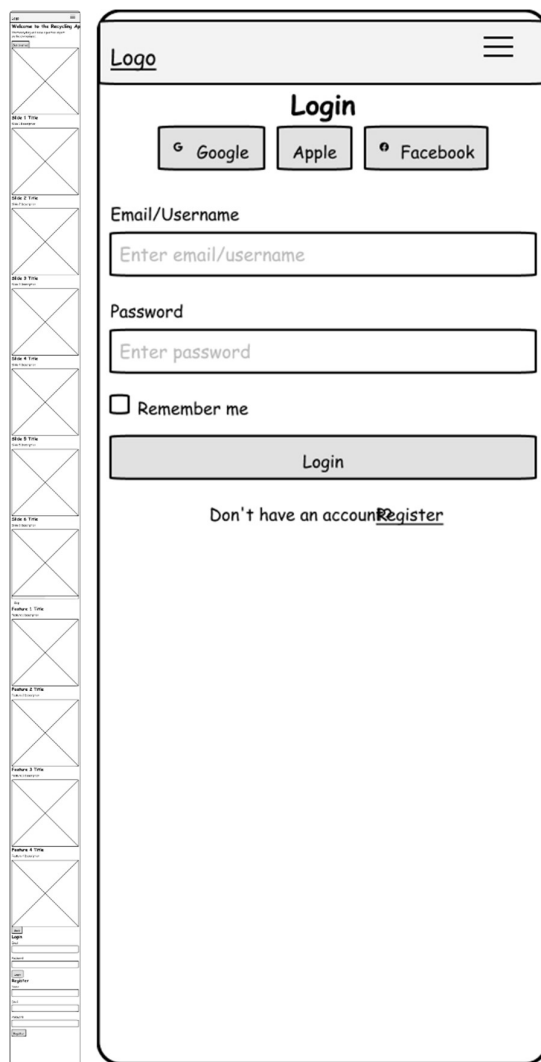 Logo
Welcome to the Recycling Ap
Slide 1 Title
Slide 2 Title
Slide 3 Title
Slide 4 Title
Slide 5 Title
Slide 6 Title
Feature 1 Title
Feature 2 Title
Feature 3 Title
Feature 4 Title
Login
Register
Logo
Login
Google
Apple
Facebook
Email/Username
Enter email/username
Password
Enter password
Remember me
Login
Don't have an account?Register